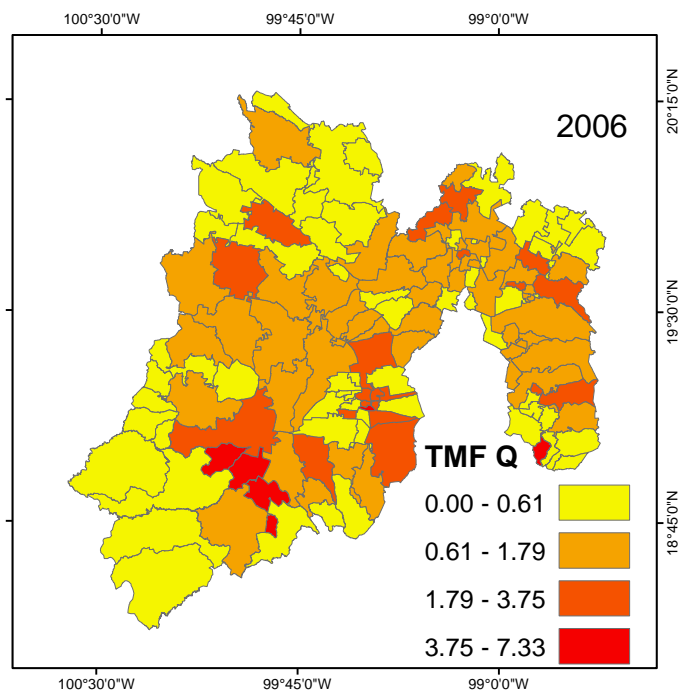 100°30'0"W 99°45'0"W 99°0'0"W
20°15'0"N
2006
19°30'0"N
TMF Q
0.00 - 0.61
18°45'0"N
0.61 - 1.79
1.79 - 3.75
3.75 - 7.33
100°30'0"W 99°45'0"W 99°0'0"W